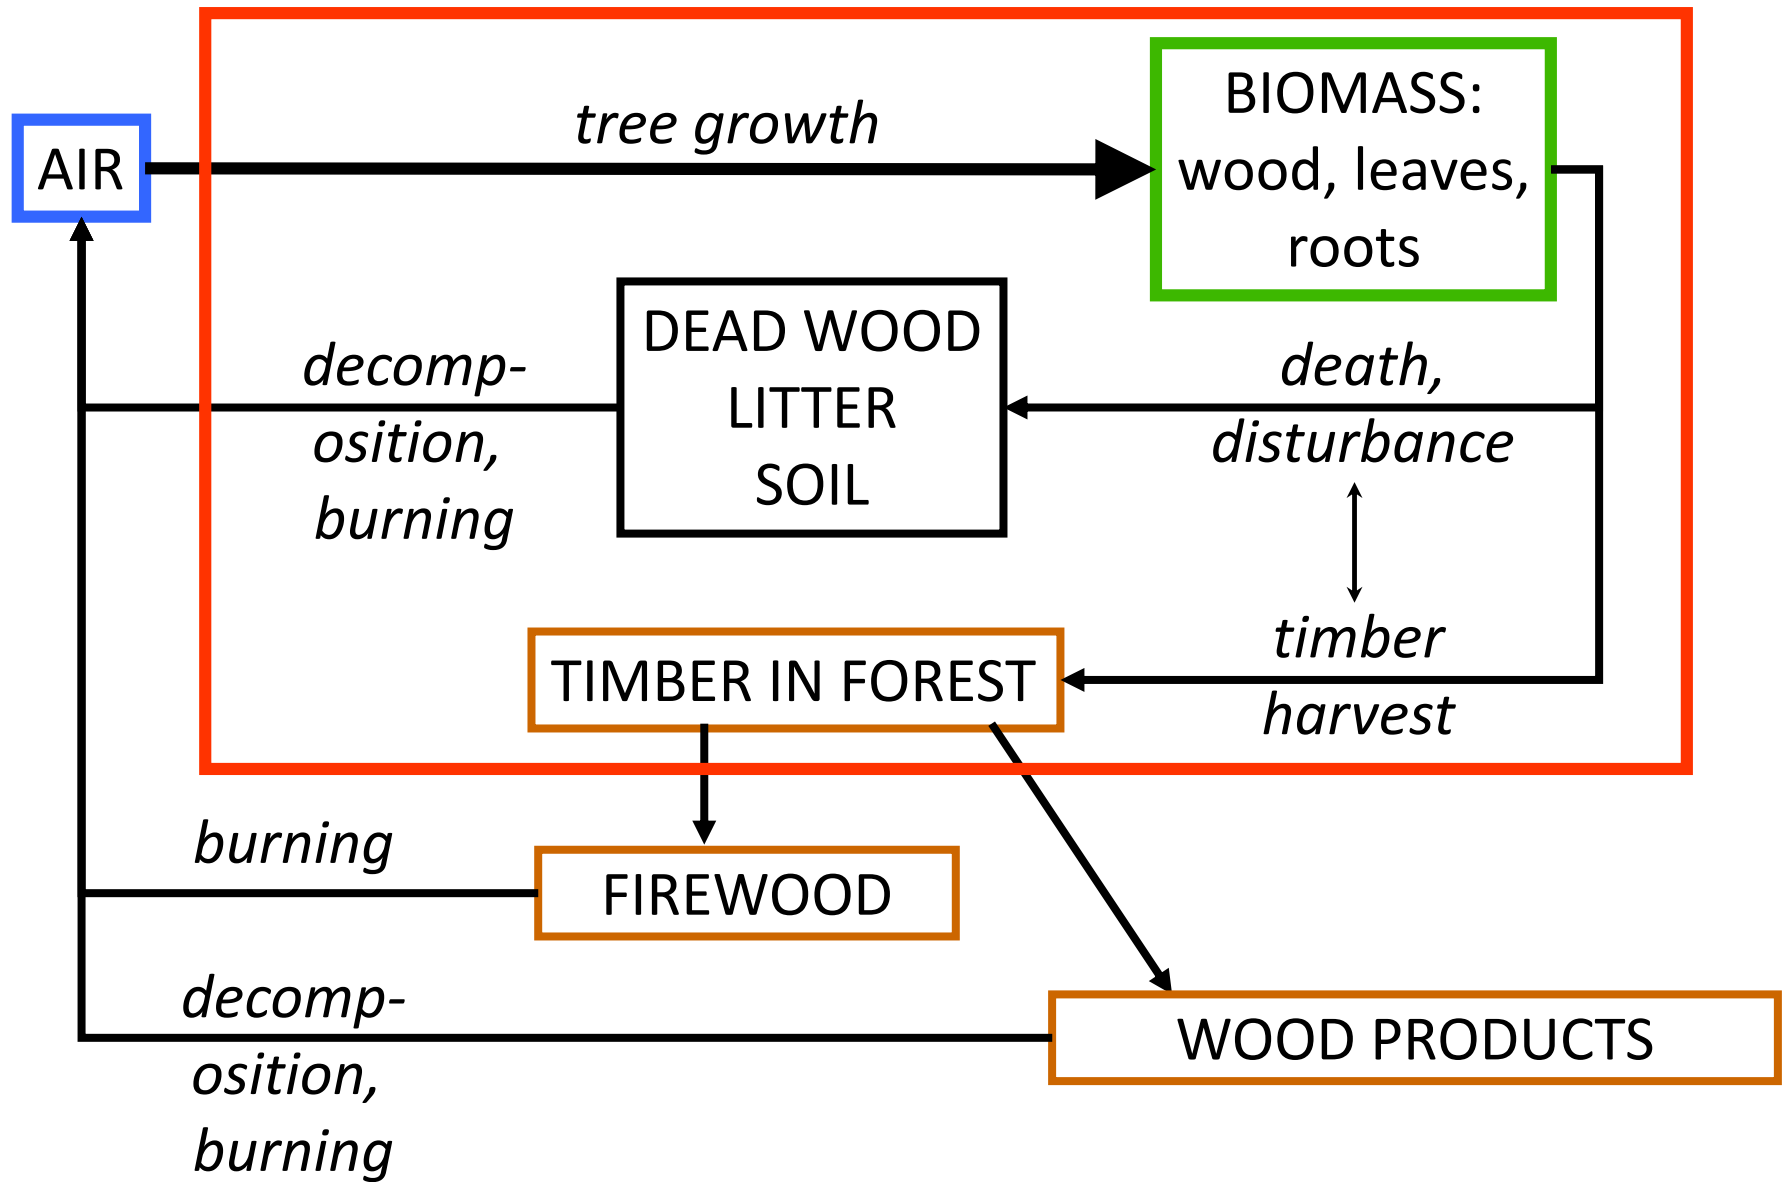 BIOMASS:
wood, leaves,
roots
tree growth
AIR
DEAD WOOD
LITTER
SOIL
decomp-
osition,
burning
death,
disturbance
timber
harvest
TIMBER IN FOREST
burning
FIREWOOD
decomp-
osition,
burning
WOOD PRODUCTS